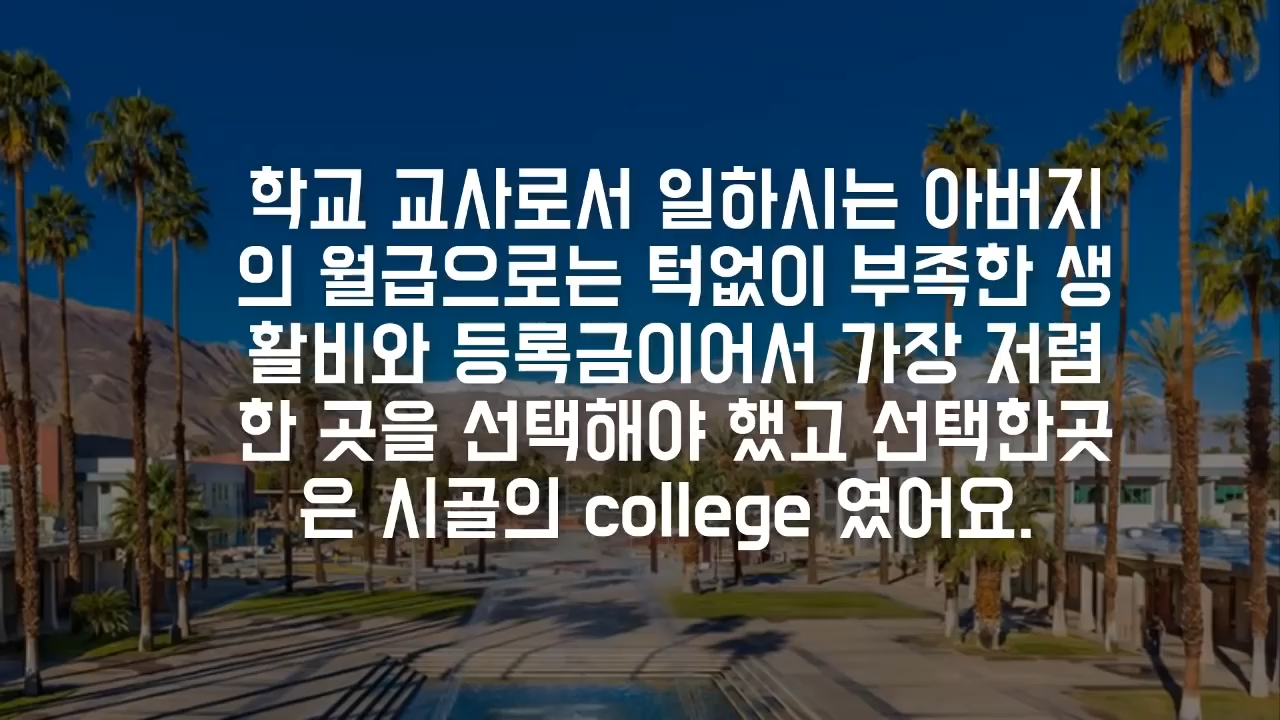 학교 교사로서 일하시는 아버지
의 월급으로는 턱없이 부족한 생
활비와 등록금이어서 가장 저렴
한 곳을 선택해야 했고 선택한곳
은 시골의 college 였어요.